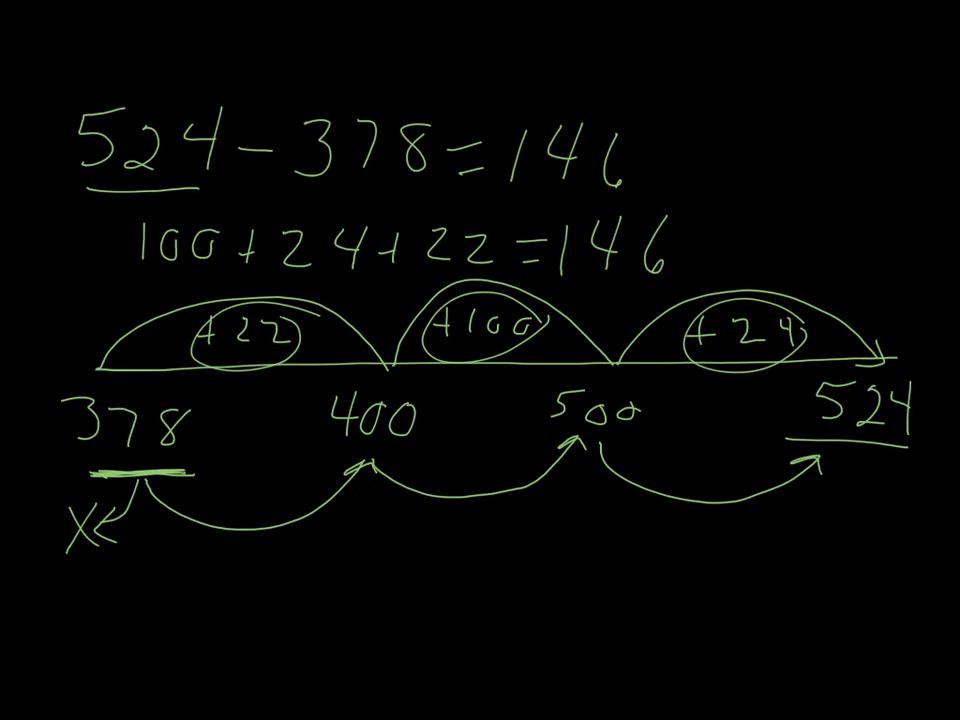 524 - 378 = 146
100 + 24 + 22 = 146
+22 +100 +24
378 400 500 524
X